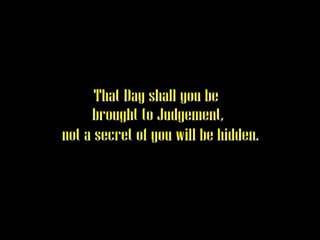 That Day shall you be
brought to Judgement,
not a secret of you will be hidden.